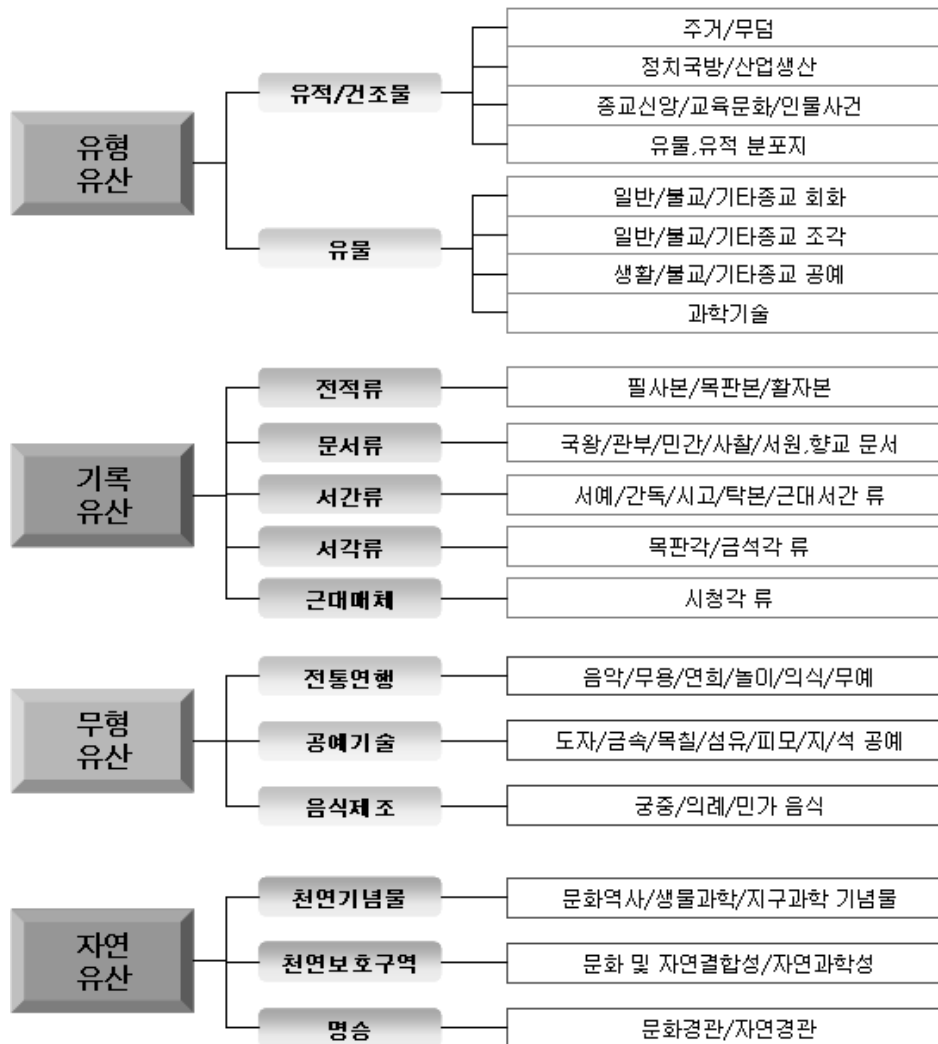 유형
유산
유적/건조물
주거/무덤
정치국방/산업생산
종교신앙/교육문화/인물사건
유물,유적 분포지
유물
일반/불교/기타종교 회화
일반/불교/기타종교 조각
생활/불교/기타종교 공예
과학기술
기록
유산
전적류
필사본/목판본/활자본
문서류
국왕/관부/민간/사찰/서원,향교 문서
서간류
서예/간독/시고/탁본/근대서간 류
서각류
목판각/금석각 류
근대매체
시청각 류
무형
유산
전통연행
음악/무용/연희/놀이/의식/무예
공예기술
도자/금속/목칠/섬유/피모/지/석 공예
음식제조
궁중/의례/민가 음식
자연
유산
천연기념물
문화역사/생물과학/지구과학 기념물
천연보호구역
문화 및 자연결합성/자연과학성
명승
문화경관/자연경관